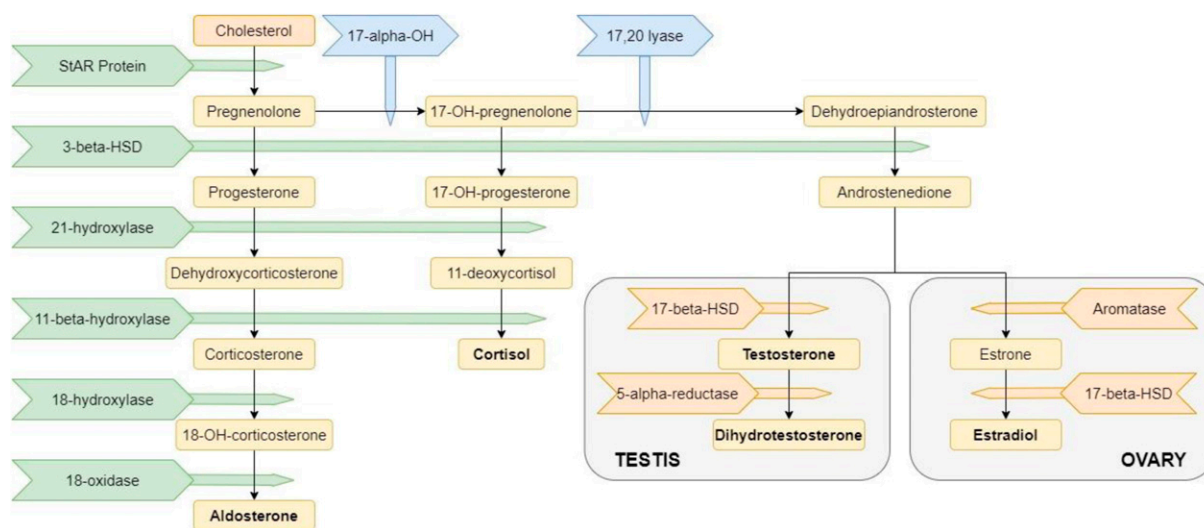 Cholesterol
17-alpha-OH
17,20 lyase
StAR Protein
Pregnenolone
17-OH-pregnenolone
Dehydroepiandrosterone
3-beta-HSD
Progesterone
17-OH-progesterone
Androstenedione
21-hydroxylase
Dehydroxycorticosterone
11-deoxycortisol
17-beta-HSD
Aromatase
11-beta-hydroxylase
Corticosterone
Cortisol
Testosterone
Estrone
18-hydroxylase
5-alpha-reductase
17-beta-HSD
18-OH-corticosterone
Dihydrotestosterone
Estradiol
TESTIS
OVARY
18-oxidase
Aldosterone